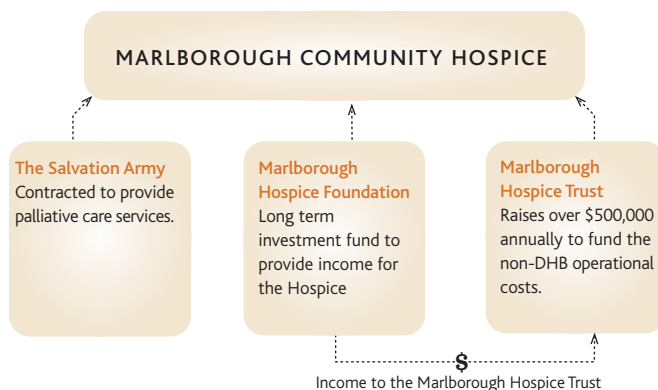 MARLBOROUGH COMMUNITY HOSPICE
The Salvation Army
Contracted to provide
palliative care services.
Marlborough
Hospice Foundation
Long term
investment fund to
provide income for
the Hospice
Marlborough
Hospice Trust
Raises over $500,000
annually to fund the
non-DHB operational
costs.
$
Income to the Marlborough Hospice Trust